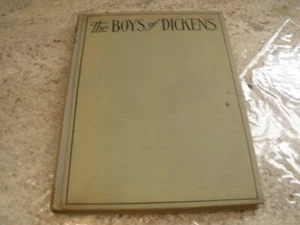 The BOYS of DICKENS